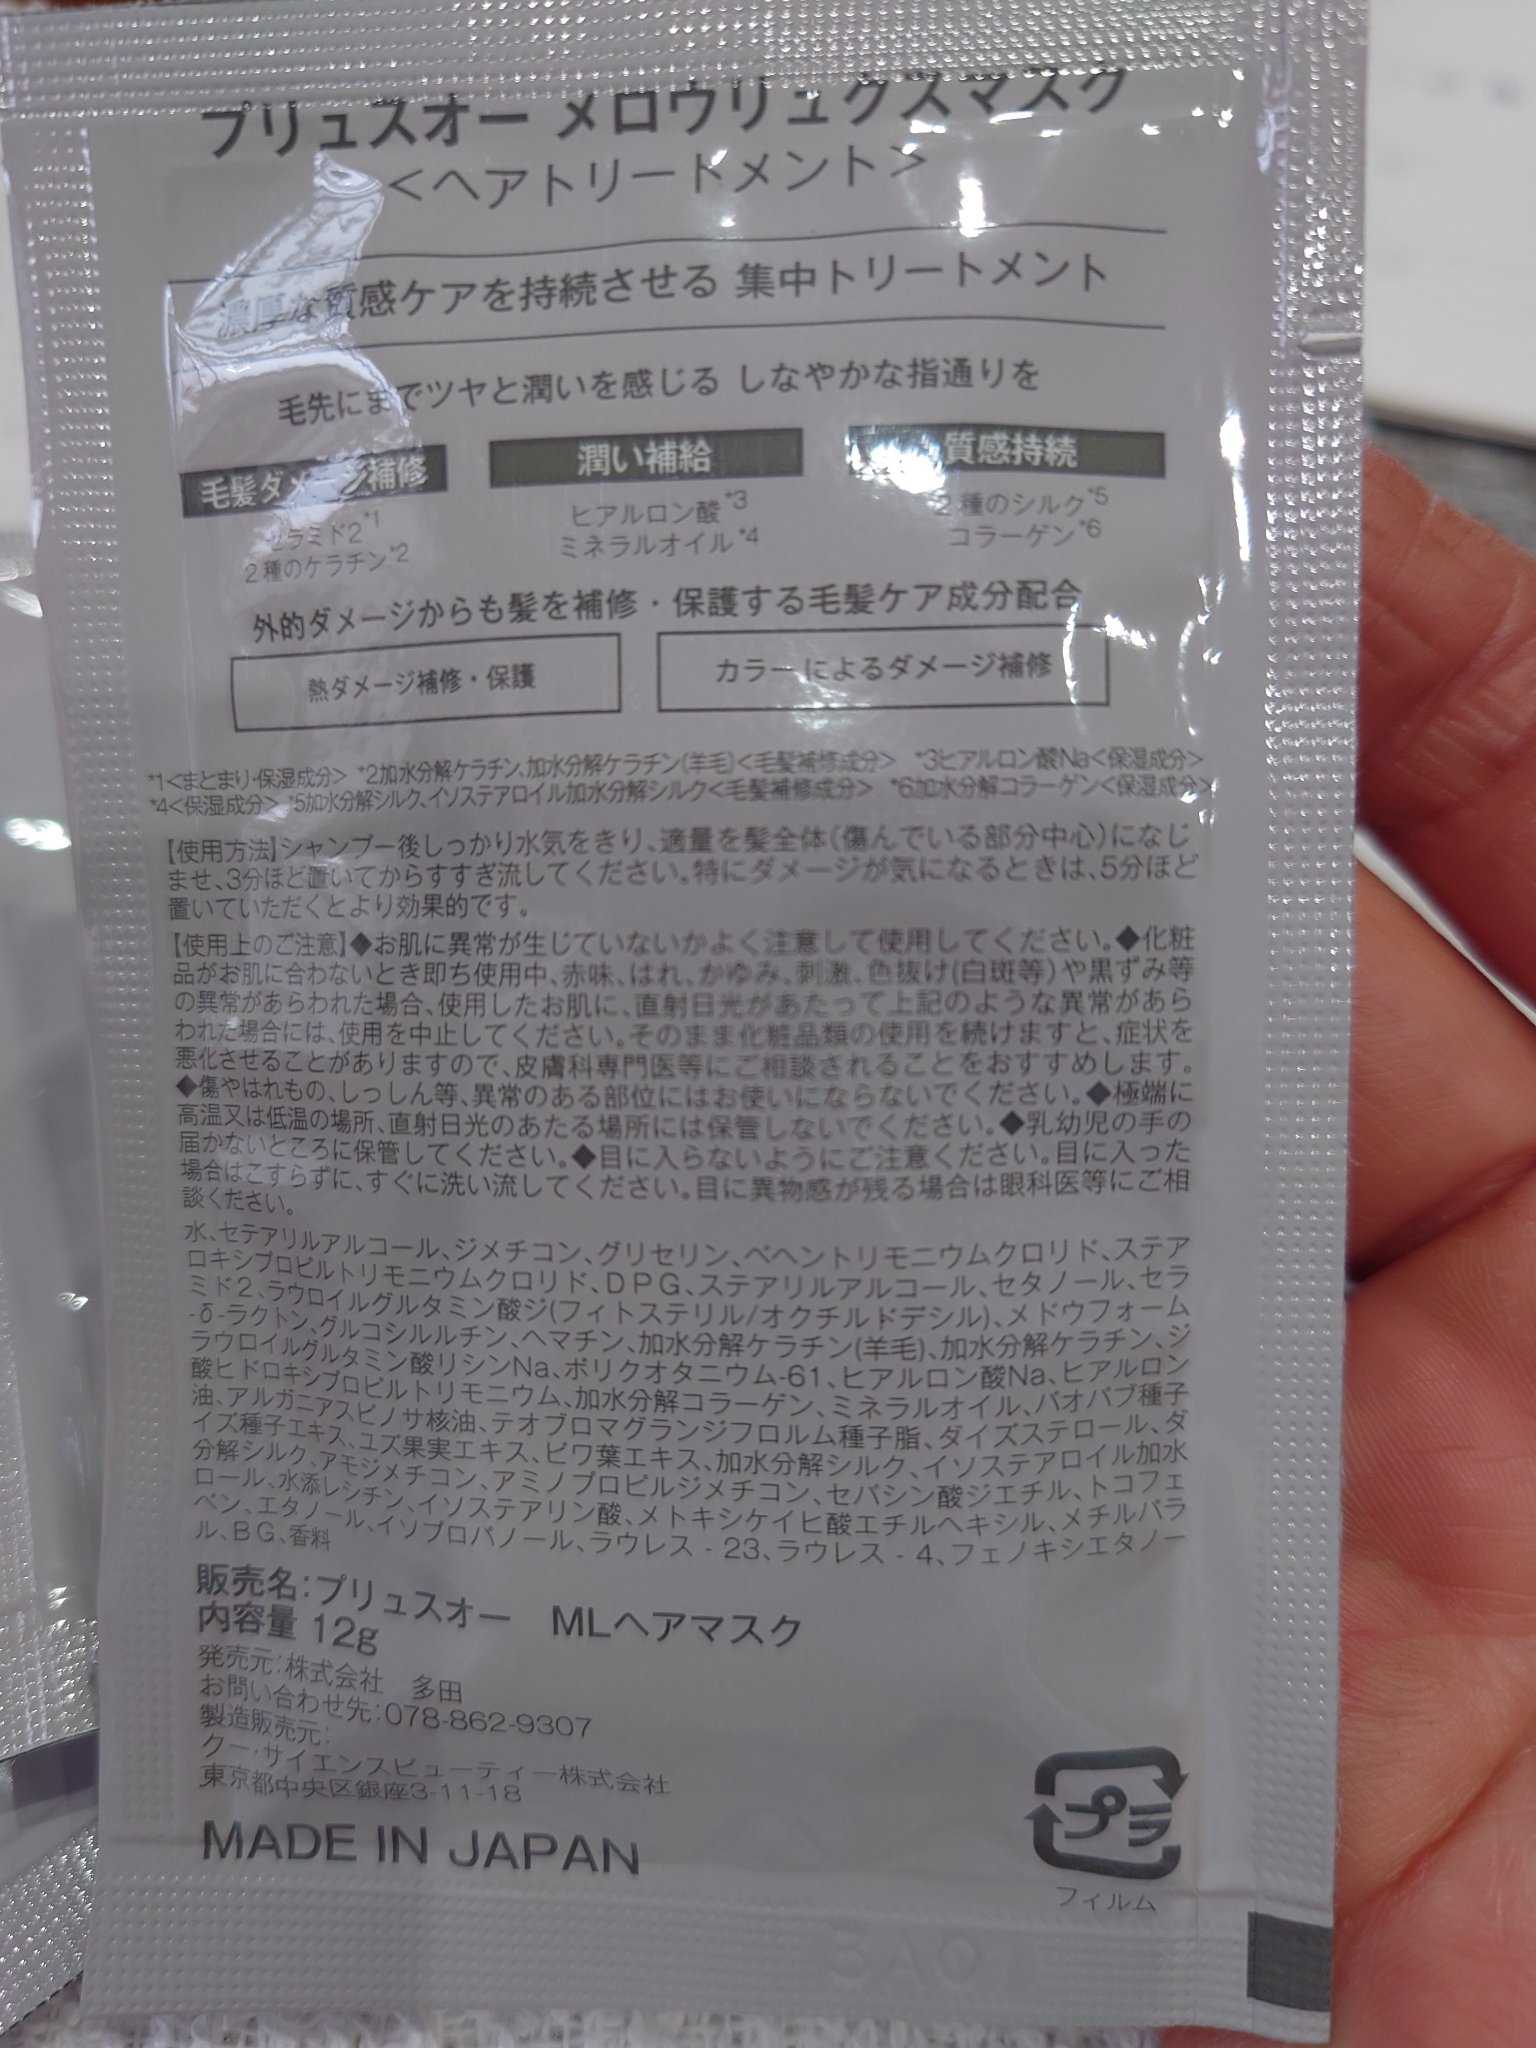 プリュスオー メロウリュクスマスク
<ヘアトリートメント>
濃厚な質感ケアを持続させる 集中トリートメント
毛先にまでツヤと潤いを感じる しなやかな指通りを
毛髪ダメージ補修 潤い補給 質感持続
セラミド2*1 ヒアルロン酸*3 2種のシルク*5
2種のケラチン*2 ミネラルオイル*4 コラーゲン*6
外的ダメージからも髪を補修・保護する毛髪ケア成分配合
熱ダメージ補修・保護 カラーによるダメージ補修
*1<まとまり・保湿成分> *2加水分解ケラチン、加水分解ケラチン(羊毛)<毛髪補修成分> *3ヒアルロン酸Na<保湿成分>
*4<保湿成分> *5加水分解シルク、イソステアロイル加水分解シルク<毛髪補修成分> *6加水分解コラーゲン<保湿成分>
【使用方法】シャンプー後しっかり水気をきり、適量を髪全体(傷んでいる部分中心)になじ
ませ、3分ほど置いてからすすぎ流してください。特にダメージが気になるときは、5分ほど
置いていただくとより効果的です。
【使用上のご注意】◆お肌に異常が生じていないかよく注意して使用してください。◆化粧
品がお肌に合わないとき即ち使用中、赤味、はれ、かゆみ、刺激、色抜け(白斑等)や黒ずみ等
の異常があらわれた場合、使用したお肌に、直射日光があたって上記のような異常があら
われた場合には、使用を中止してください。そのまま化粧品類の使用を続けますと、症状を
悪化させることがありますので、皮膚科専門医等にご相談されることをおすすめします。
◆傷やはれもの、しっしん等、異常のある部位にはお使いにならないでください。◆極端に
高温又は低温の場所、直射日光のあたる場所には保管しないでください。◆乳幼児の手の
届かないところに保管してください。◆目に入らないようにご注意ください。目に入った
場合はこすらずに、すぐに洗い流してください。目に異物感が残る場合は眼科医等にご相
談ください。
水、セテアリルアルコール、ジメチコン、グリセリン、ベヘントリモニウムクロリド、ステア
ロキシプロピルトリモニウムクロリド、DPG、ステアリルアルコール、セタノール、セラ
ミド2、ラウロイルグルタミン酸ジ(フィトステリル/オクチルドデシル)、メドウフォーム
-δ-ラクトン、グルコシルルチン、ヘマチン、加水分解ケラチン(羊毛)、加水分解ケラチン、ジ
ラウロイルグルタミン酸リシンNa、ポリクオタニウム-61、ヒアルロン酸Na、ヒアルロン
酸ヒドロキシプロピルトリモニウム、加水分解コラーゲン、ミネラルオイル、バオバブ種子
油、アルガニアスピノサ核油、テオブロマグランジフロルム種子脂、ダイズステロール、ダ
イズ種子エキス、ユズ果実エキス、ビワ葉エキス、加水分解シルク、イソステアロイル加水
分解シルク、アモジメチコン、アミノプロピルジメチコン、セバシン酸ジエチル、トコフェ
ロール、水添レシチン、イソステアリン酸、メトキシケイヒ酸エチルヘキシル、メチルパラ
ベン、エタノール、イソプロパノール、ラウレス-23、ラウレス-4、フェノキシエタノー
ル、BG、香料
販売名:プリュスオー MLヘアマスク
内容量 12g
発売元:株式会社 多田
お問い合わせ先:078-862-9307
製造販売元:
クー・サイエンスビューティー株式会社
東京都中央区銀座3-11-18
MADE IN JAPAN
プラ
フィルム